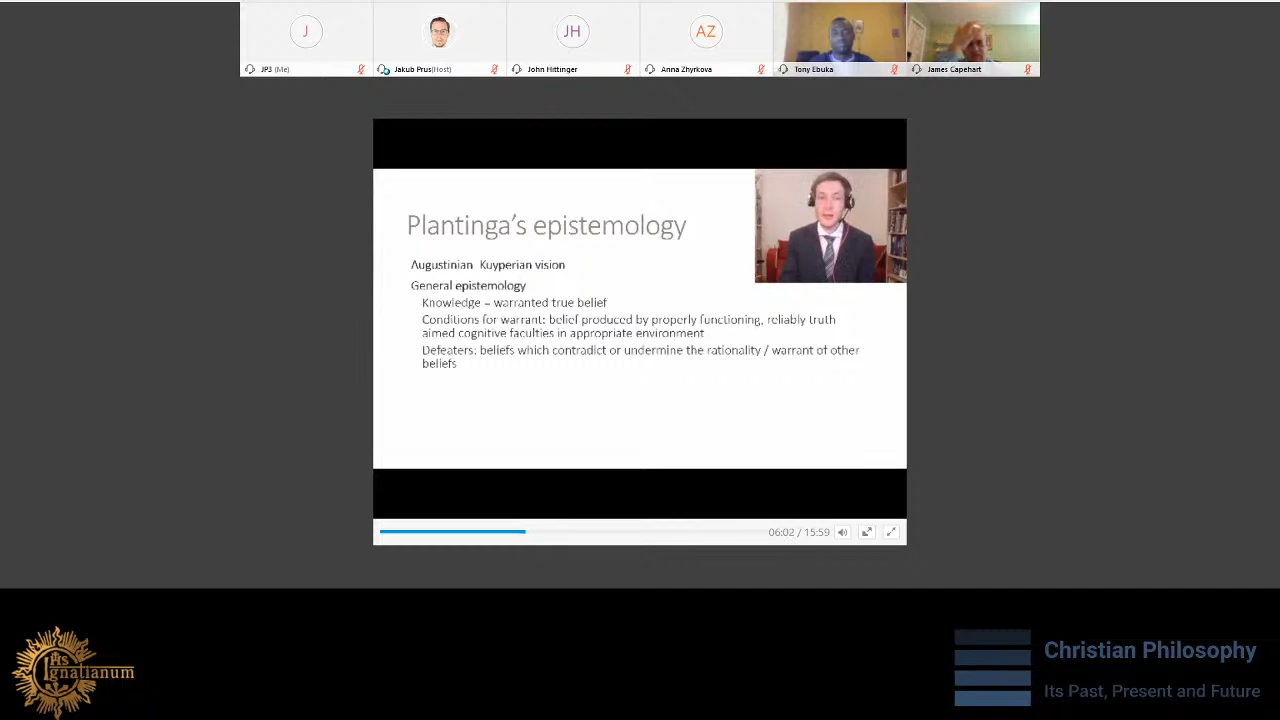 J
JH
AZ
JP3 (Me)
Jakub Prus(Host)
John Hittinger
Anna Zhyrkova
Tony Ebuka
James Capehart
Plantinga's epistemology
Augustinian Kuyperian vision
General epistemology
Knowledge – warranted true belief
Conditions for warrant: belief produced by properly functioning, reliably truth
aimed cognitive faculties in appropriate environment
Defeaters: beliefs which contradict or undermine the rationality / warrant of other
beliefs
06:02 / 15:59
IHS
Ignatianum
Christian Philosophy
Its Past, Present and Future